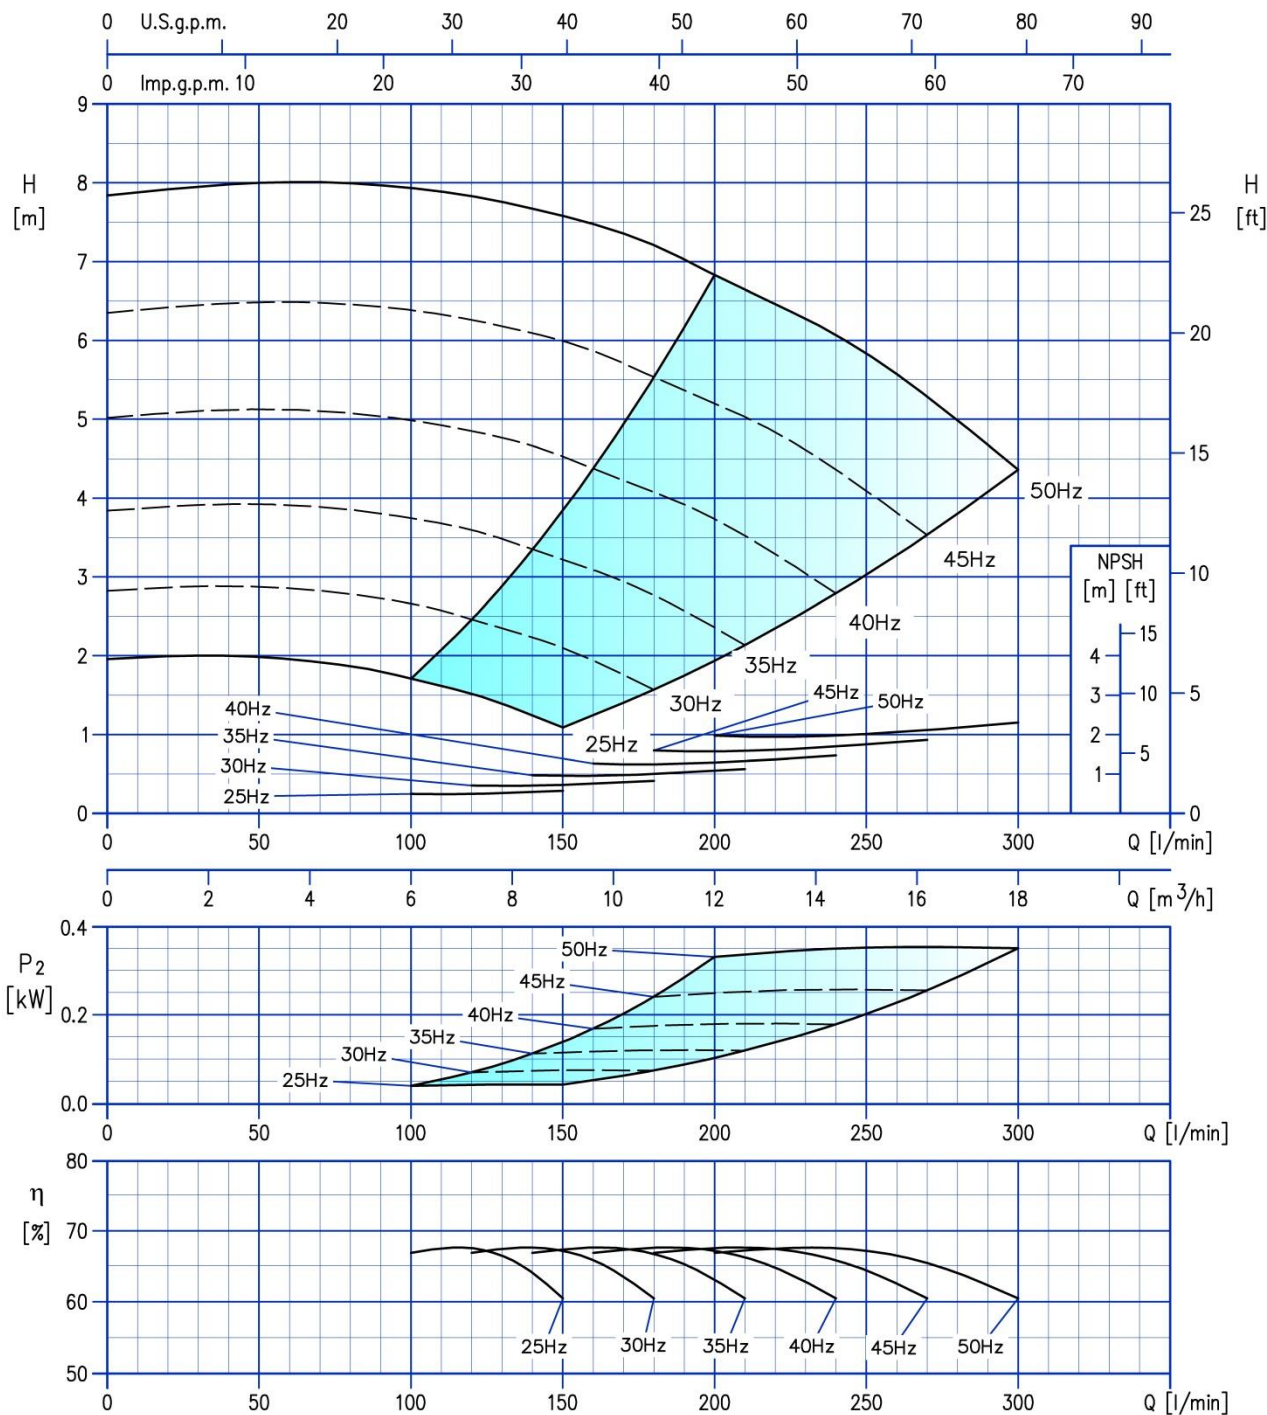 0 U.S.g.p.m. 20 30 40 50 60 70 80 90
0 Imp.g.p.m. 10 20 30 40 50 60 70
9
H
[m]
8
7
6
5
4
3
2
1
0
H
[ft]
25
20
15
10
5
0
50Hz
45Hz
40Hz
35Hz
30Hz
25Hz
NPSH
[m] [ft]
15
4
3
10
2
5
1
45Hz
50Hz
40Hz
35Hz
30Hz
25Hz
0 50 100 150 200 250 300 Q [l/min]
0 2 4 6 8 10 12 14 16 18 Q [m³/h]
0.4
P2
[kW]
0.2
0.0
50Hz
45Hz
40Hz
35Hz
30Hz
25Hz
0 50 100 150 200 250 300 Q [l/min]
80
η
[%]
70
60
50
25Hz 30Hz 35Hz 40Hz 45Hz 50Hz
0 50 100 150 200 250 300 Q [l/min]